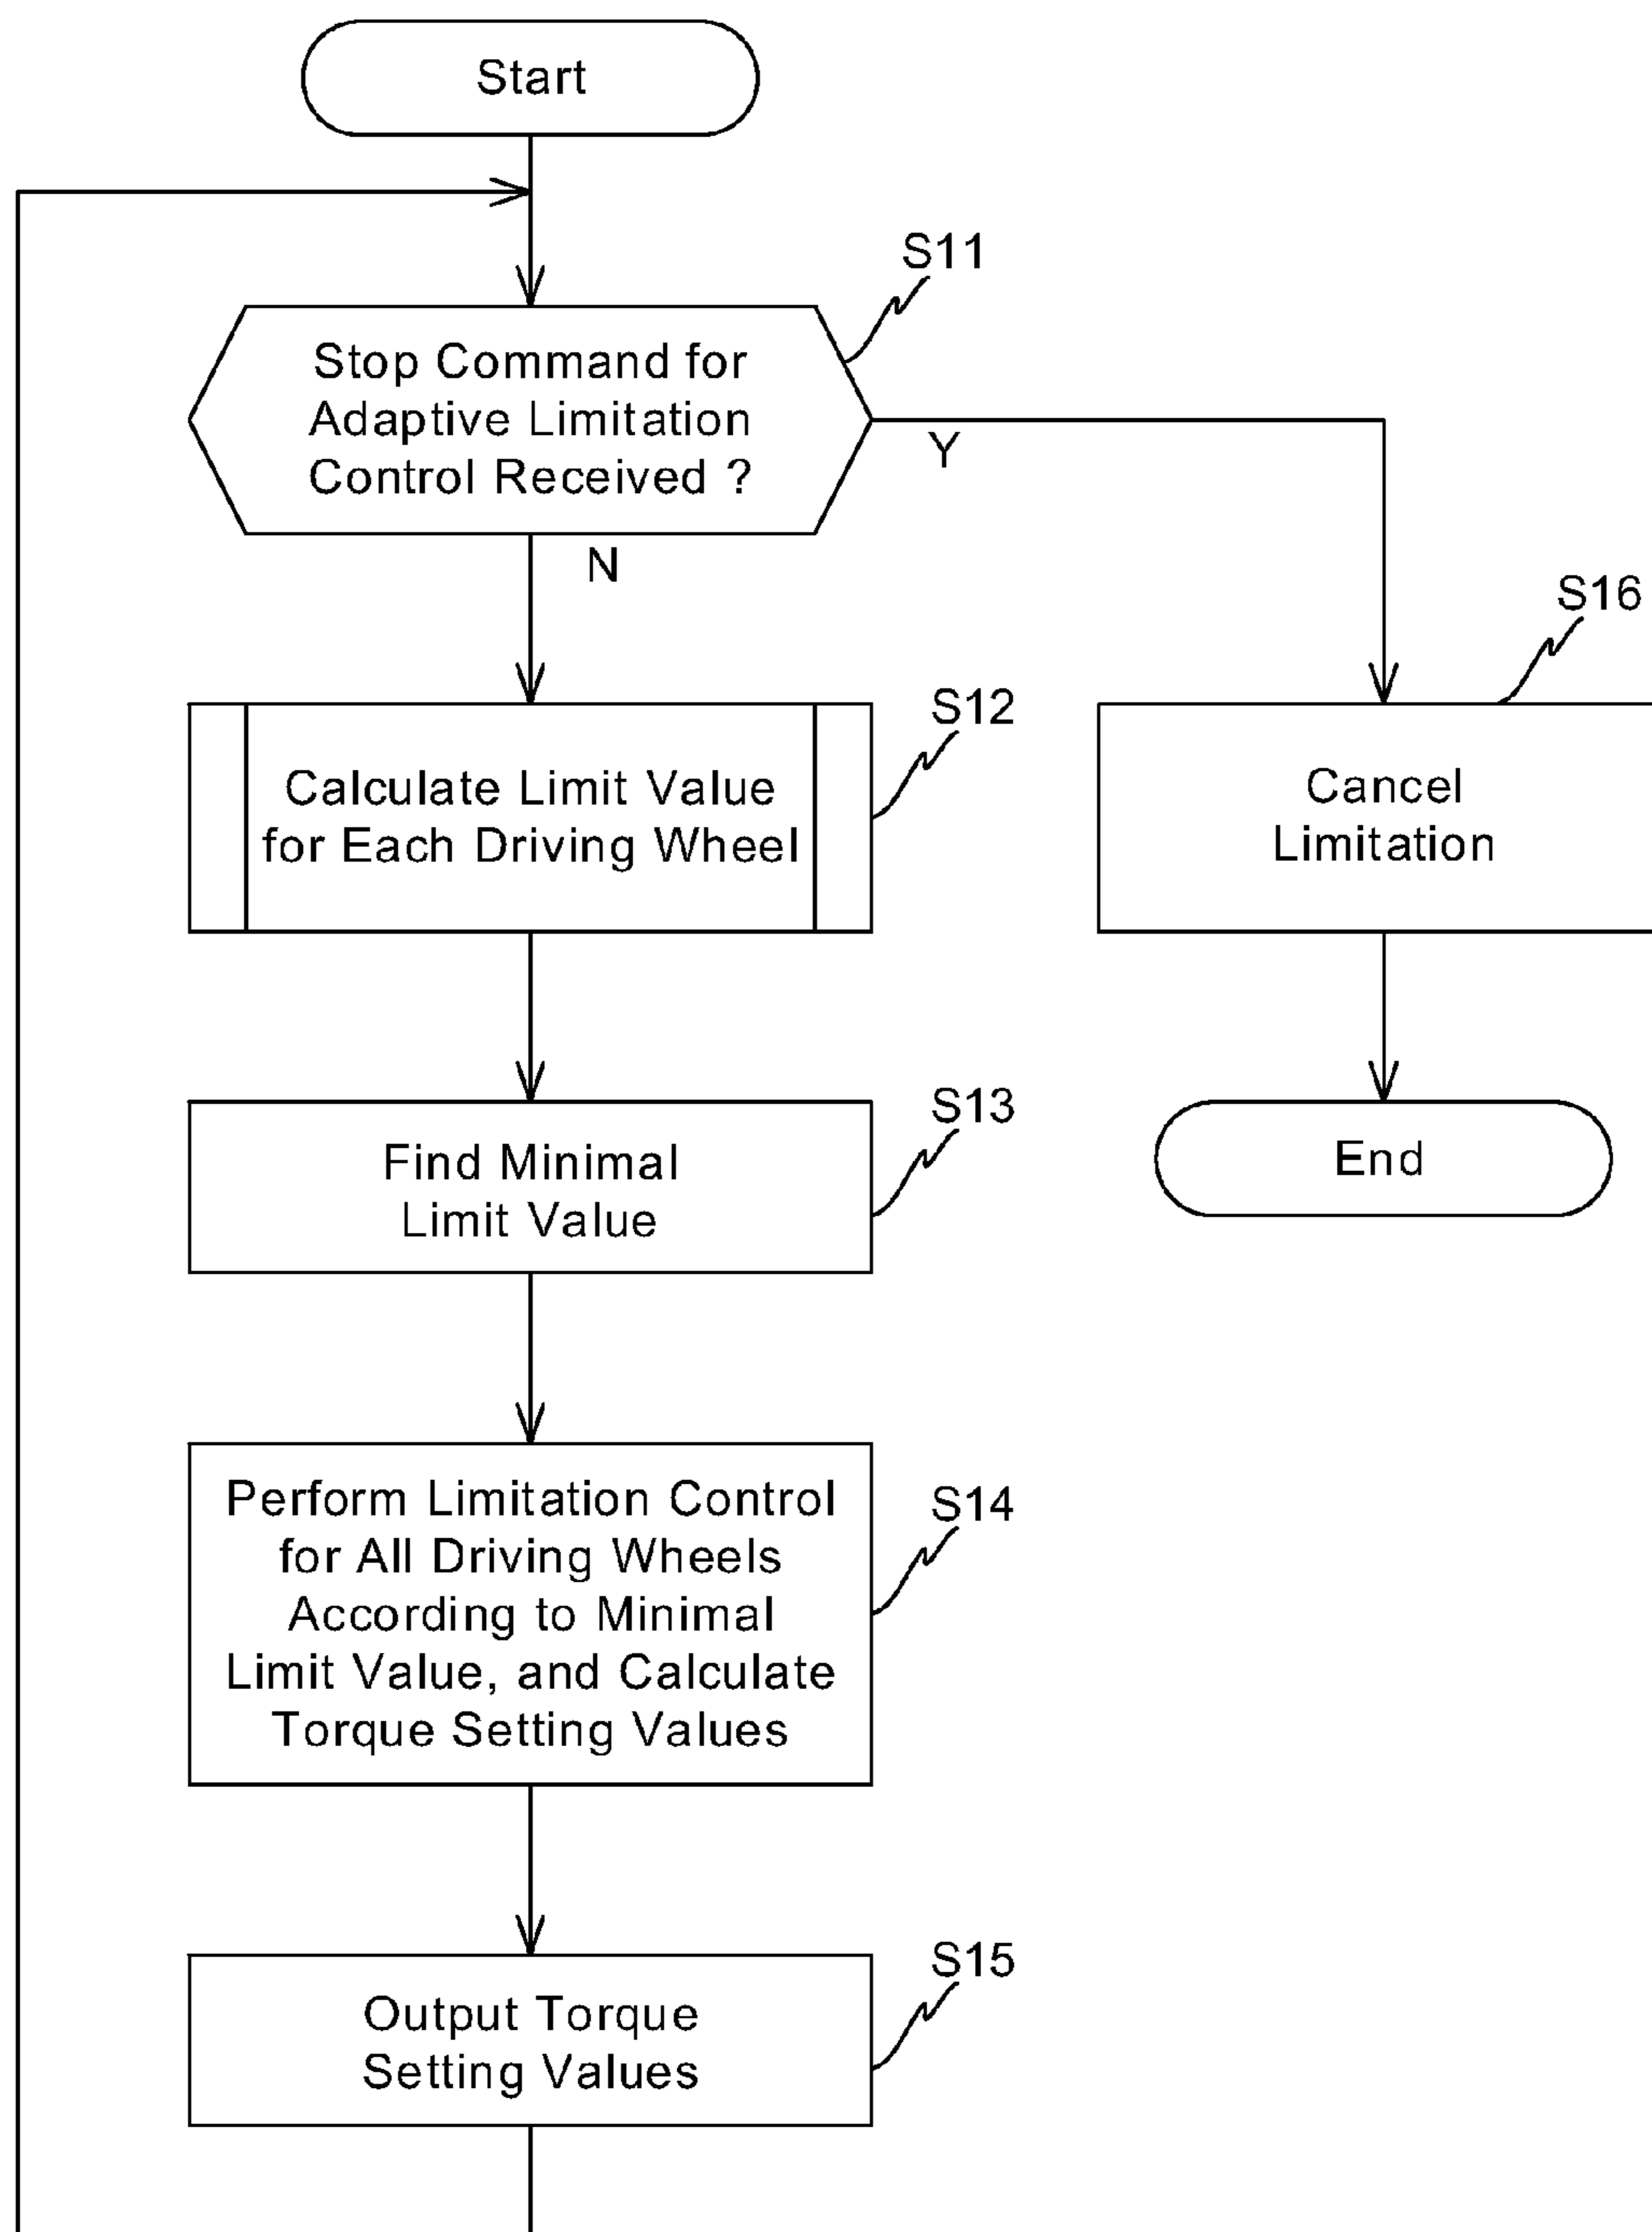 Start
S11
Stop Command for
Adaptive Limitation
Control Received ?
Y
N
S16
S12
Calculate Limit Value
for Each Driving Wheel
Cancel
Limitation
S13
Find Minimal
Limit Value
End
S14
Perform Limitation Control
for All Driving Wheels
According to Minimal
Limit Value, and Calculate
Torque Setting Values
S15
Output Torque
Setting Values